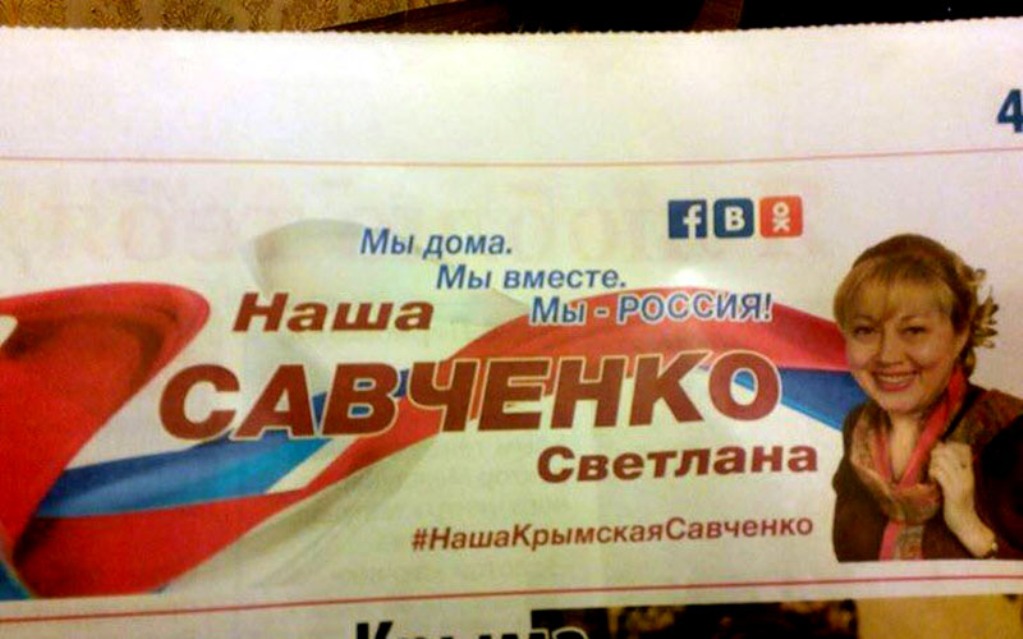 4
Мы дома.
Мы вместе.
Мы - РОССИЯ!
Наша
САВЧЕНКО
Светлана
#НашаКрымскаяСавченко